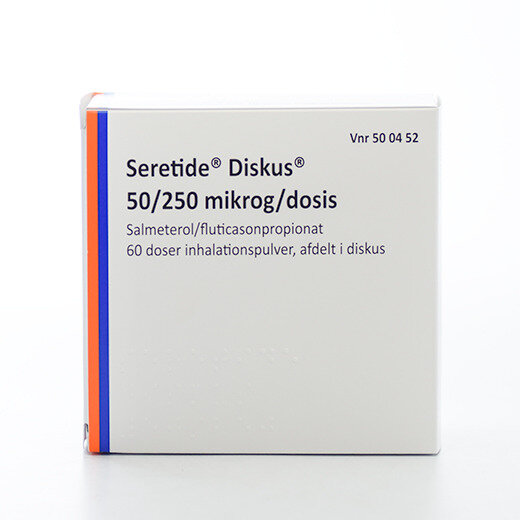 Vnr 50 04 52
Seretide® Diskus®
50/250 mikrog/dosis
Salmeterol/fluticasonpropionat
60 doser inhalationspulver, afdelt i diskus